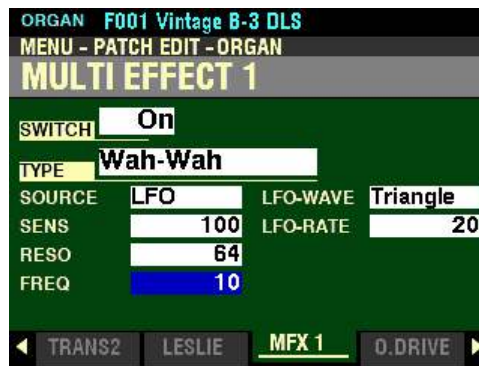 ORGAN F001 Vintage B-3 DLS
MENU - PATCH EDIT - ORGAN
MULTI EFFECT 1
SWITCH On
TYPE Wah-Wah
SOURCE LFO LFO-WAVE Triangle
SENS 100 LFO-RATE 20
RESO 64
FREQ 10
TRANS2 LESLIE MFX 1 O.DRIVE